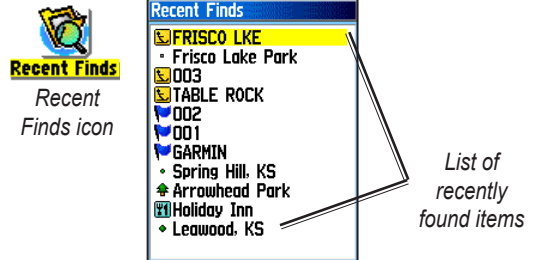 Recent Finds
Recent
Finds icon
Recent Finds
FRISCO LKE
Frisco Lake Park
003
TABLE ROCK
002
001
GARMIN
Spring Hill, KS
Arrowhead Park
Holiday Inn
Leawood, KS
List of
recently
found items